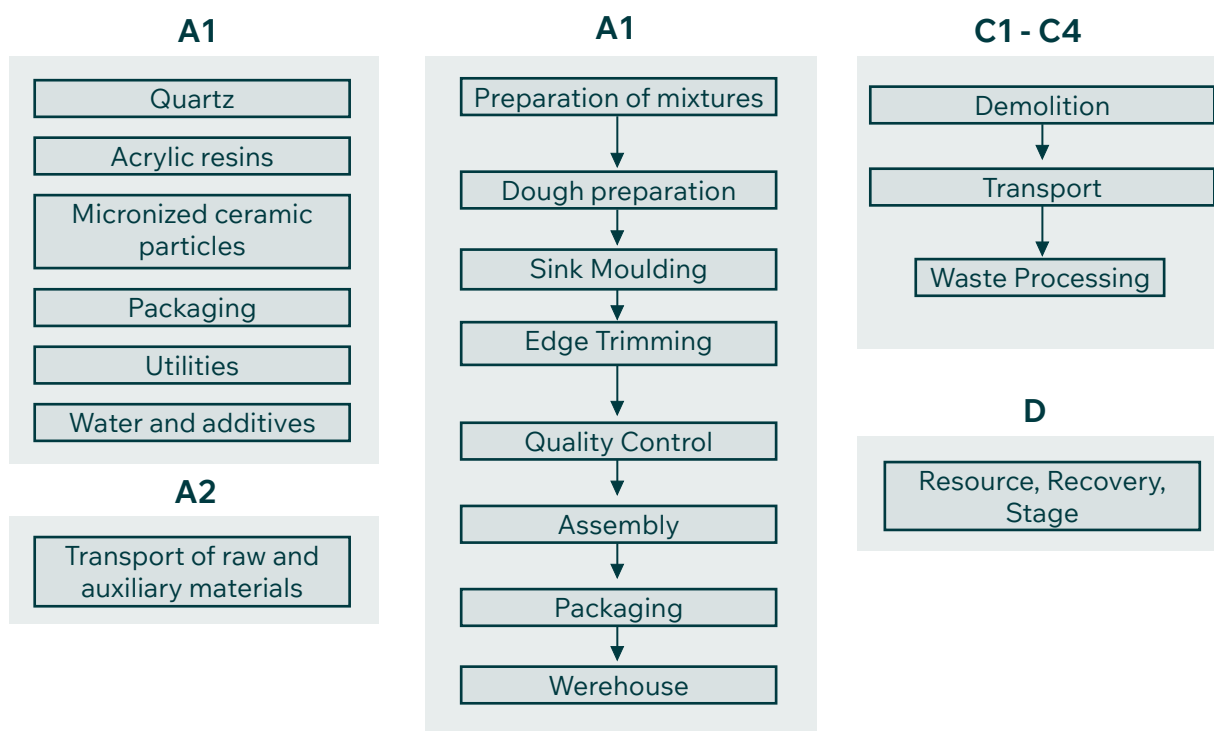 A1
Quartz
Acrylic resins
Micronized ceramic
particles
Packaging
Utilities
Water and additives
A2
Transport of raw and
auxiliary materials
A1
Preparation of mixtures
Dough preparation
Sink Moulding
Edge Trimming
Quality Control
Assembly
Packaging
Werehouse
C1 - C4
Demolition
Transport
Waste Processing
D
Resource, Recovery,
Stage